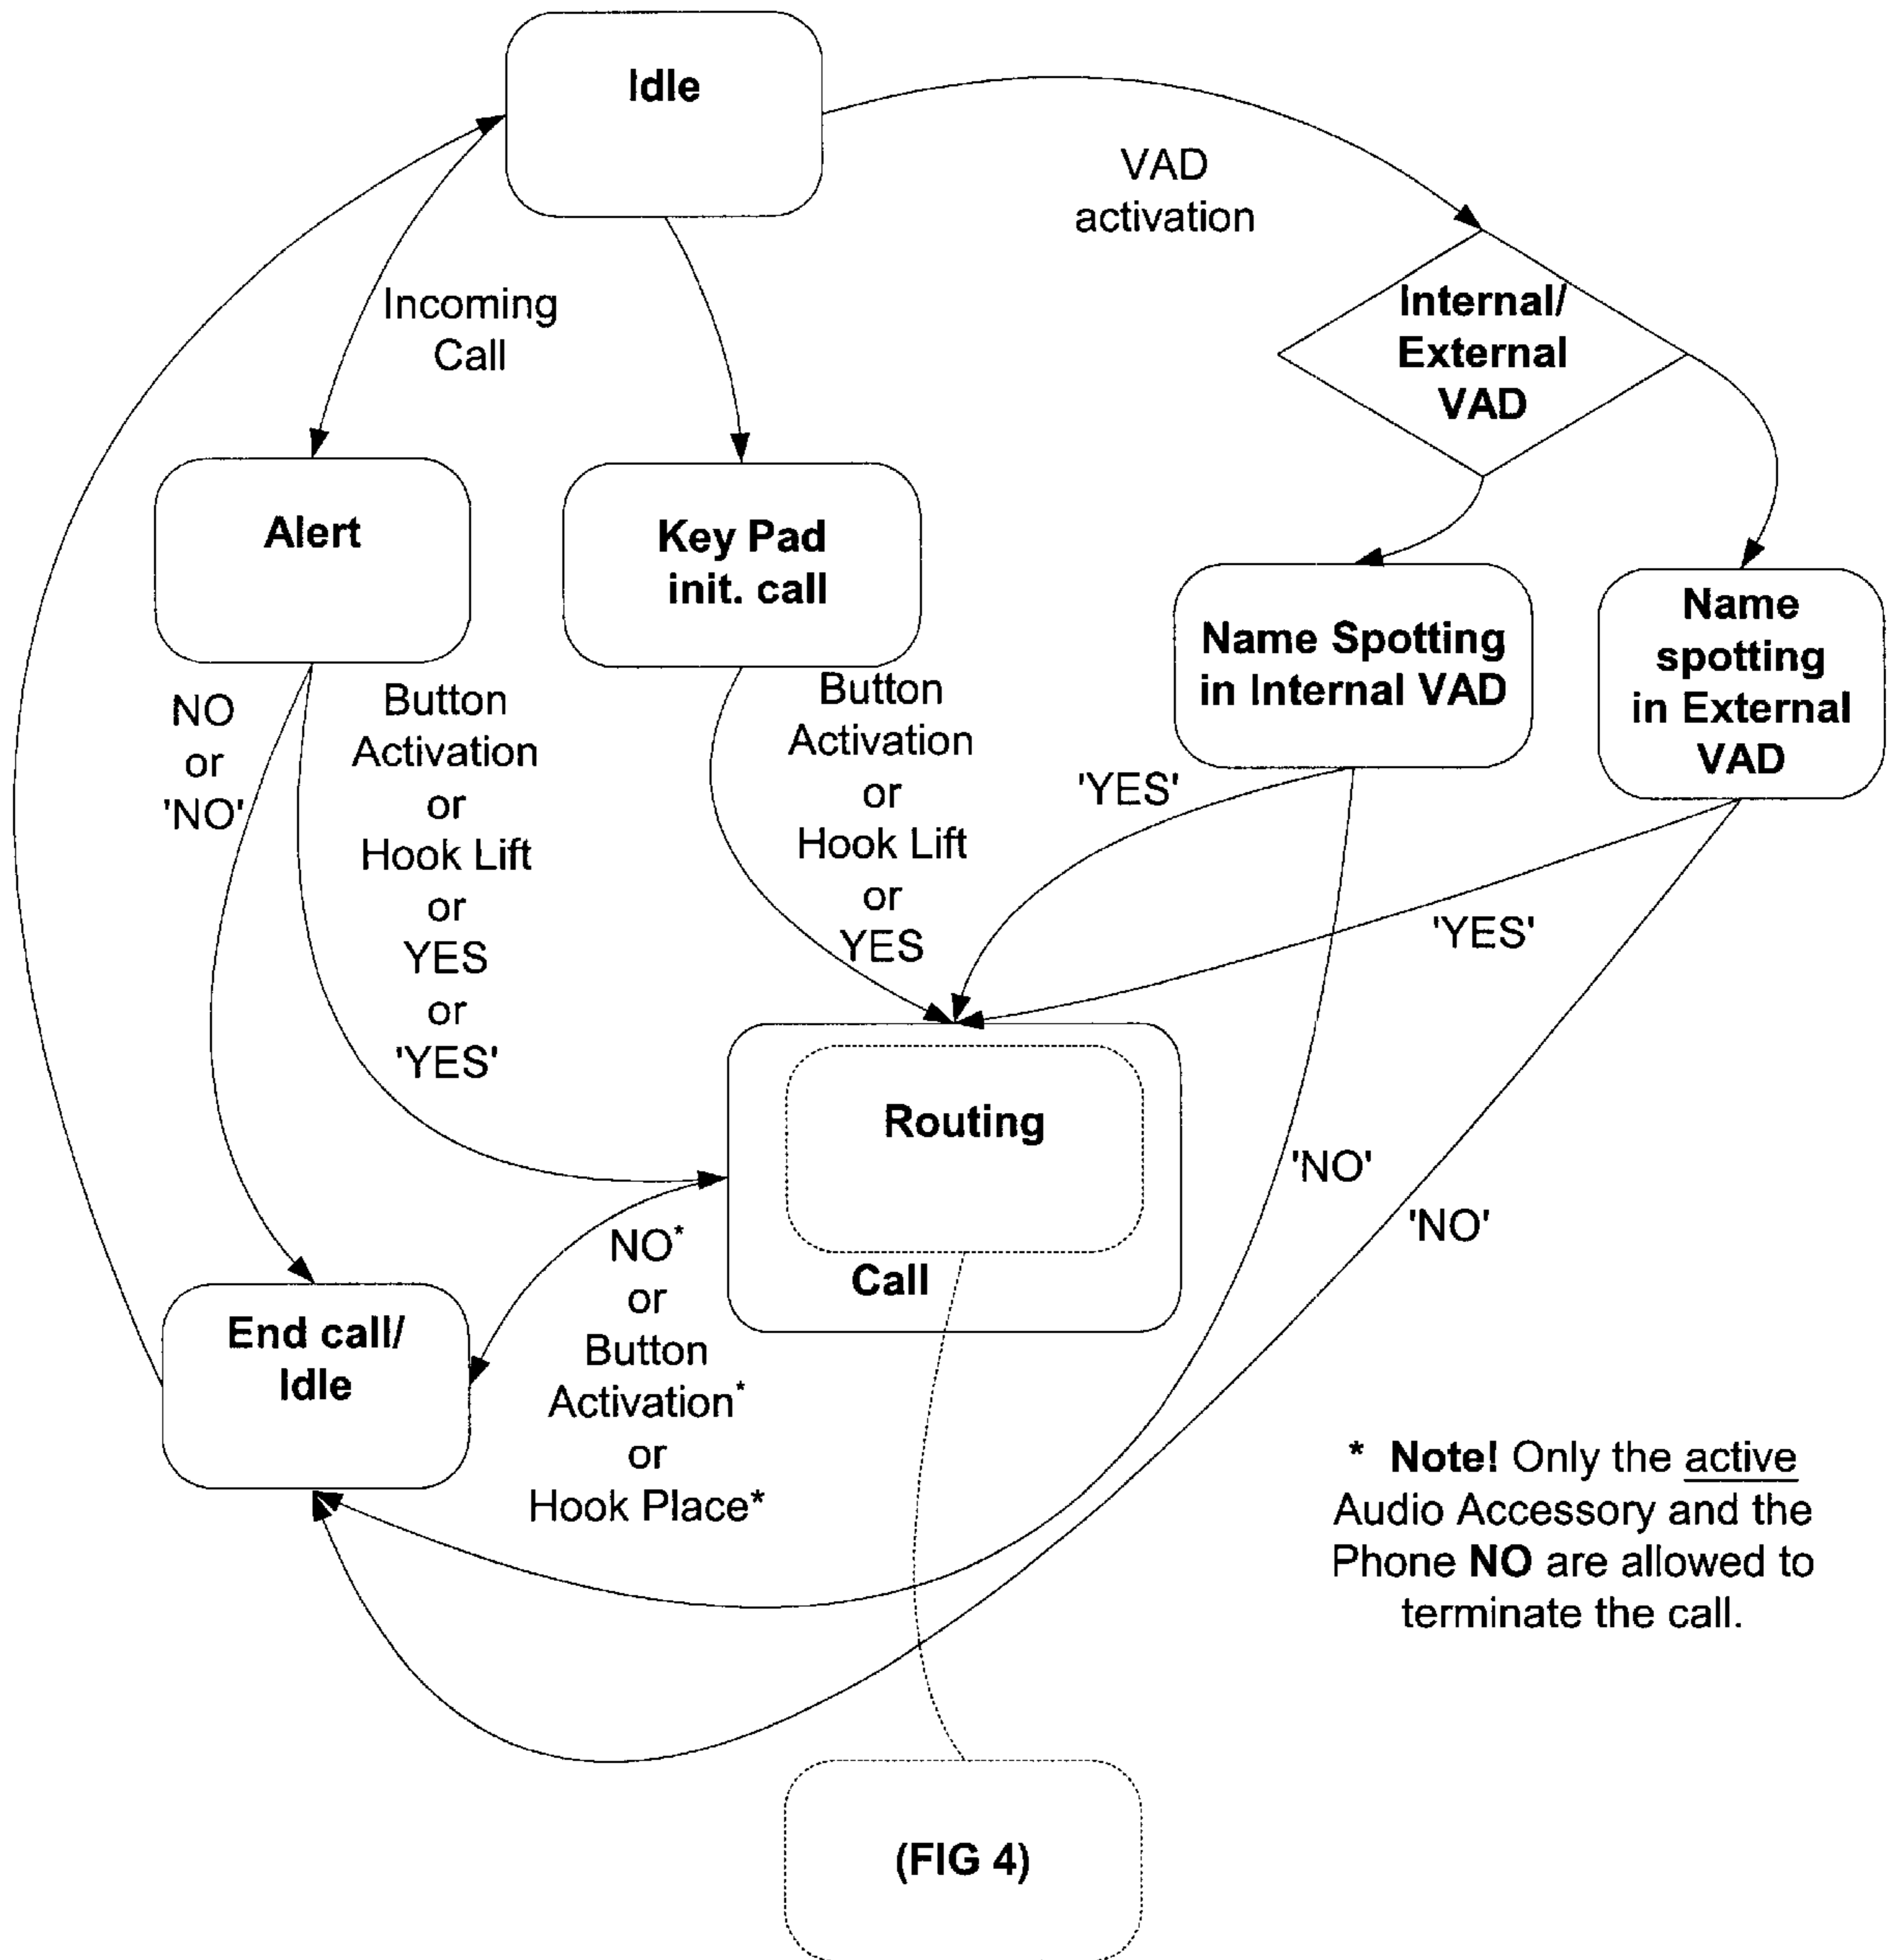 Idle
VAD
activation
Incoming
Call
Internal/
External
VAD
Alert
Key Pad
init. call
Name Spotting
in Internal VAD
Name
spotting
in External
VAD
NO
or
'NO'
Button
Activation
or
Hook Lift
or
YES
or
'YES'
Button
Activation
or
Hook Lift
or
YES
'YES'
'YES'
Routing
Call
'NO'
'NO'
NO*
or
Button
Activation*
or
Hook Place*
End call/
Idle
* Note! Only the active
Audio Accessory and the
Phone NO are allowed to
terminate the call.
(FIG 4)